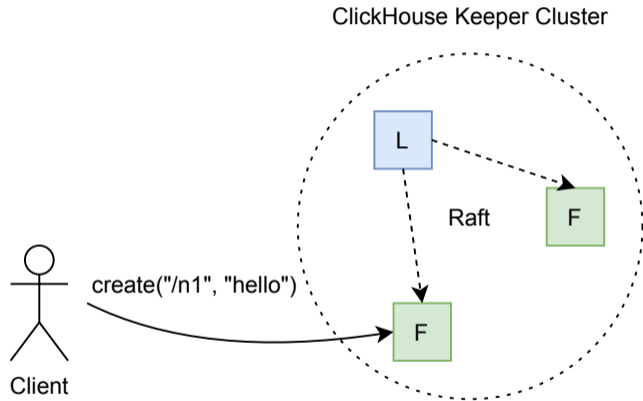 ClickHouse Keeper Cluster
L
Raft
F
create("/n1", "hello")
F
Client